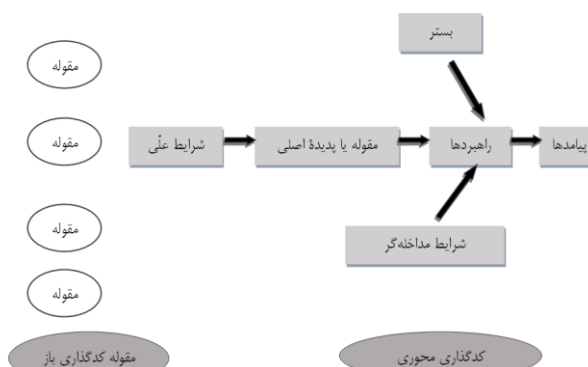 بستر
مقوله
مقوله
شرایط علّی
مقوله یا پدیدۀ اصلی
راهبردها
پیامدها
مقوله
شرایط مداخله‌گر
مقوله
مقوله کدگذاری باز
کدگذاری محوری